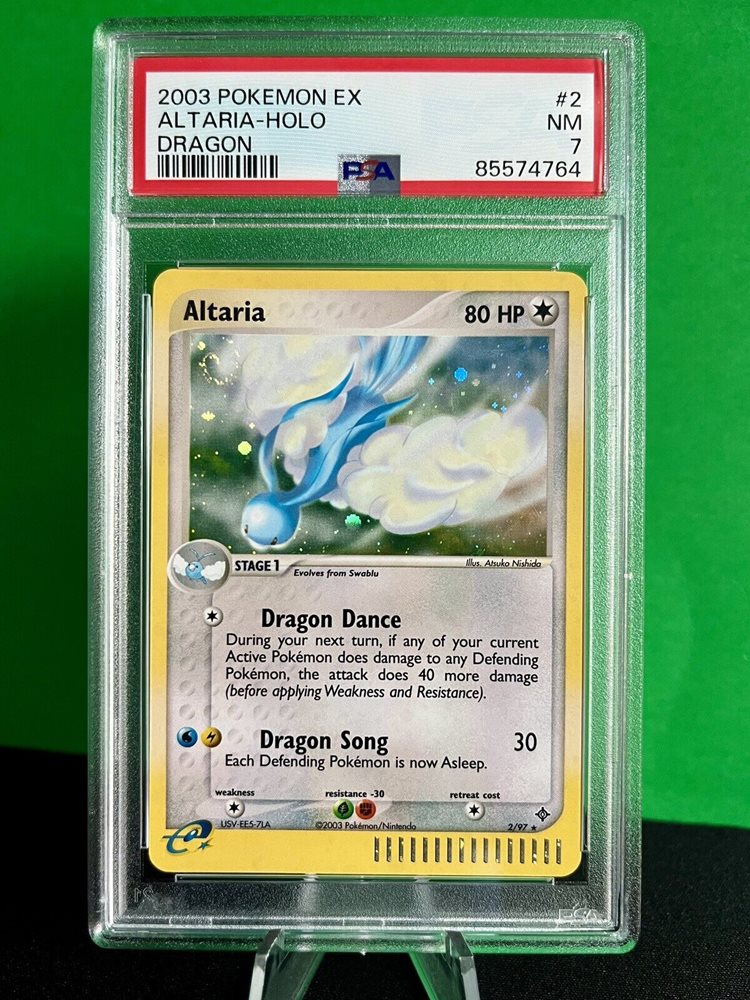 2003 POKEMON EX #2
ALTARIA-HOLO NM
DRAGON 7
PSA 85574764
Altaria 80 HP
STAGE 1 Evolves from Swablu Illus. Atsuko Nishida
Dragon Dance
During your next turn, if any of your current
Active Pokémon does damage to any Defending
Pokémon, the attack does 40 more damage
(before applying Weakness and Resistance).
Dragon Song 30
Each Defending Pokémon is now Asleep.
weakness resistance -30 retreat cost
USV-EE5-7LA ©2003 Pokémon/Nintendo 2/97 ★
e
PSA